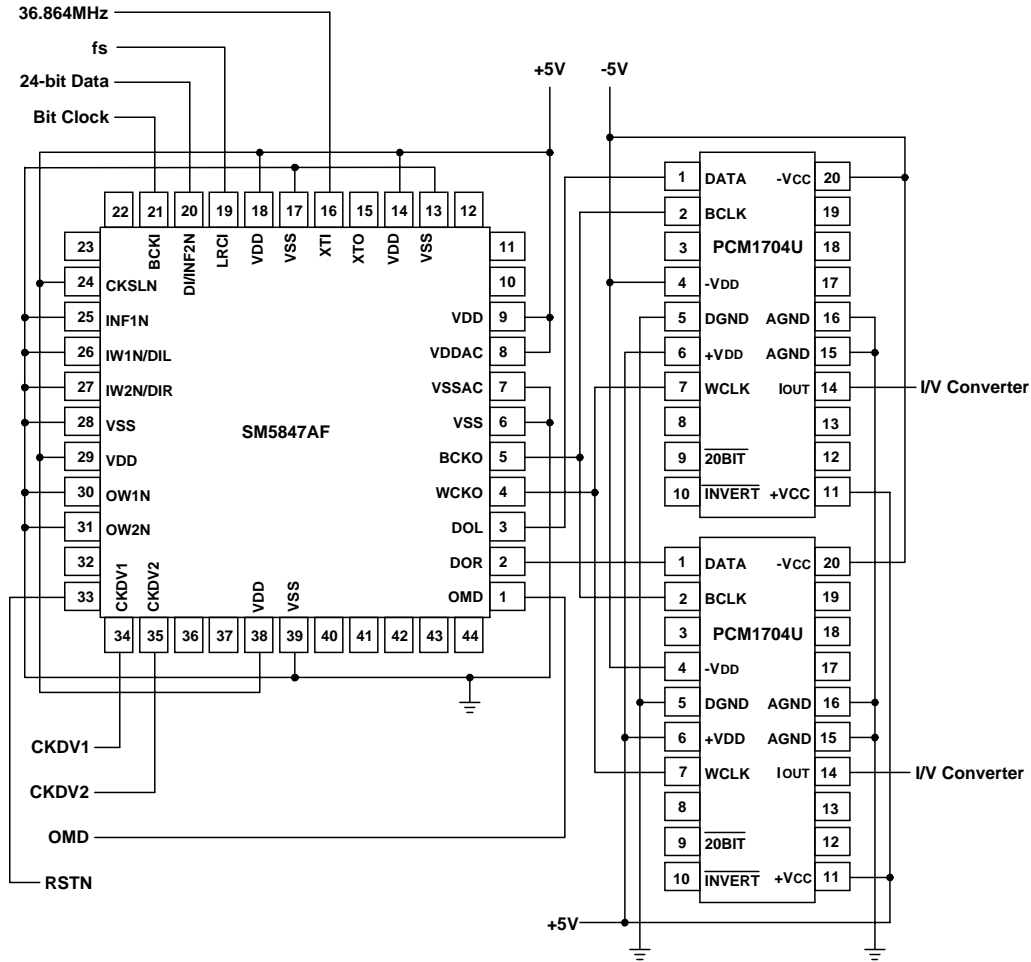 36.864MHz
fs
24-bit Data
Bit Clock
+5V
-5V
22 21 20 19 18 17 16 15 14 13 12
BCKI DI/INF2N LRCI VDD VSS XTI XTO VDD VSS
23
24 CKSLN
25 INF1N
26 IW1N/DIL
27 IW2N/DIR
28 VSS
29 VDD
30 OW1N
31 OW2N
32
33
SM5847AF
11
10
VDD 9
VDDAC 8
VSSAC 7
VSS 6
BCKO 5
WCKO 4
DOL 3
DOR 2
OMD 1
CKDV1 CKDV2 VDD VSS
34 35 36 37 38 39 40 41 42 43 44
CKDV1
CKDV2
OMD
RSTN
1 DATA -VCC 20
2 BCLK 19
3 PCM1704U 18
4 -VDD 17
5 DGND AGND 16
6 +VDD AGND 15
7 WCLK IOUT 14
I/V Converter
8 13
9 20BIT 12
10 INVERT +VCC 11
1 DATA -VCC 20
2 BCLK 19
3 PCM1704U 18
4 -VDD 17
5 DGND AGND 16
6 +VDD AGND 15
7 WCLK IOUT 14
I/V Converter
8 13
9 20BIT 12
10 INVERT +VCC 11
+5V